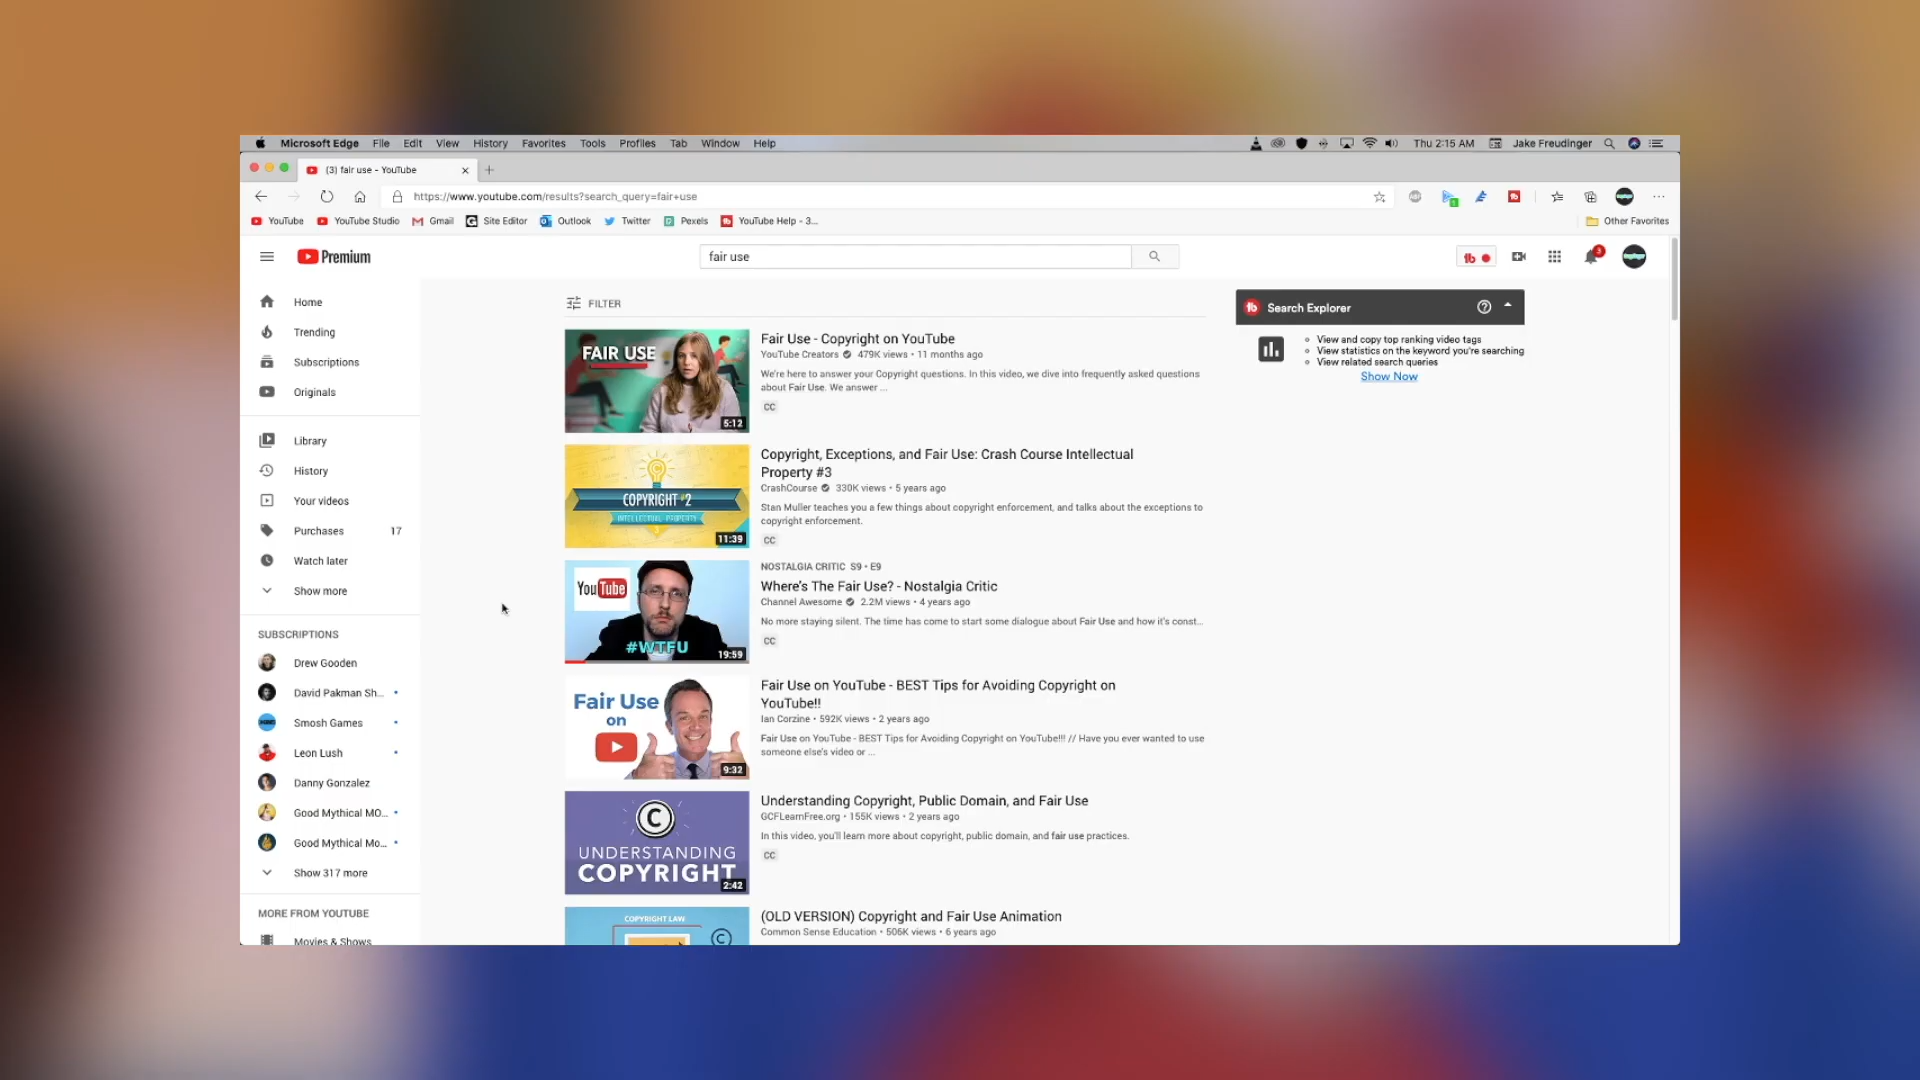 Microsoft Edge File Edit View History Favorites Tools Profiles Tab Window Help Thu 2:15 AM Jake Freudinger
(3) fair use - YouTube
https://www.youtube.com/results?search_query=fair+use
YouTube YouTube Studio Gmail Site Editor Outlook Twitter Pexels YouTube Help - 3... Other Favorites
Premium
fair use
3
Home
Trending
Subscriptions
Originals
Library
History
Your videos
Purchases 17
Watch later
Show more
SUBSCRIPTIONS
Drew Gooden
David Pakman Sh...
Smosh Games
Leon Lush
Danny Gonzalez
Good Mythical MO...
Good Mythical Mo...
Show 317 more
MORE FROM YOUTUBE
Movies & Shows
FILTER
FAIR USE
5:12
Fair Use - Copyright on YouTube
YouTube Creators 479K views • 11 months ago
We're here to answer your Copyright questions. In this video, we dive into frequently asked questions
about Fair Use. We answer ...
CC
COPYRIGHT #2
INTELLECTUAL PROPERTY
11:39
Copyright, Exceptions, and Fair Use: Crash Course Intellectual
Property #3
CrashCourse 330K views • 5 years ago
Stan Muller teaches you a few things about copyright enforcement, and talks about the exceptions to
copyright enforcement.
CC
YouTube
#WTFU
19:59
NOSTALGIA CRITIC S9 • E9
Where's The Fair Use? - Nostalgia Critic
Channel Awesome 2.2M views • 4 years ago
No more staying silent. The time has come to start some dialogue about Fair Use and how it's const...
CC
Fair Use
on
9:32
Fair Use on YouTube - BEST Tips for Avoiding Copyright on
YouTube!!
Ian Corzine • 592K views • 2 years ago
Fair Use on YouTube - BEST Tips for Avoiding Copyright on YouTube!!! // Have you ever wanted to use
someone else's video or ...
C
UNDERSTANDING
COPYRIGHT
2:42
Understanding Copyright, Public Domain, and Fair Use
GCFLearnFree.org • 155K views • 2 years ago
In this video, you'll learn more about copyright, public domain, and fair use practices.
CC
COPYRIGHT LAW
C
(OLD VERSION) Copyright and Fair Use Animation
Common Sense Education • 506K views • 6 years ago
tb
tb Search Explorer
View and copy top ranking video tags
View statistics on the keyword you're searching
View related search queries
Show Now